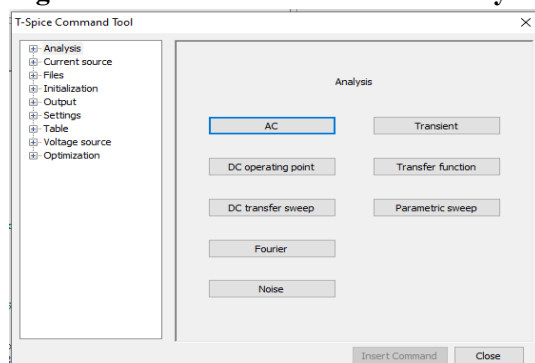 T-Spice Command Tool
Analysis
Current source
Files
Initialization
Output
Settings
Table
Voltage source
Optimization
Analysis
AC
Transient
DC operating point
Transfer function
DC transfer sweep
Parametric sweep
Fourier
Noise
Insert Command
Close